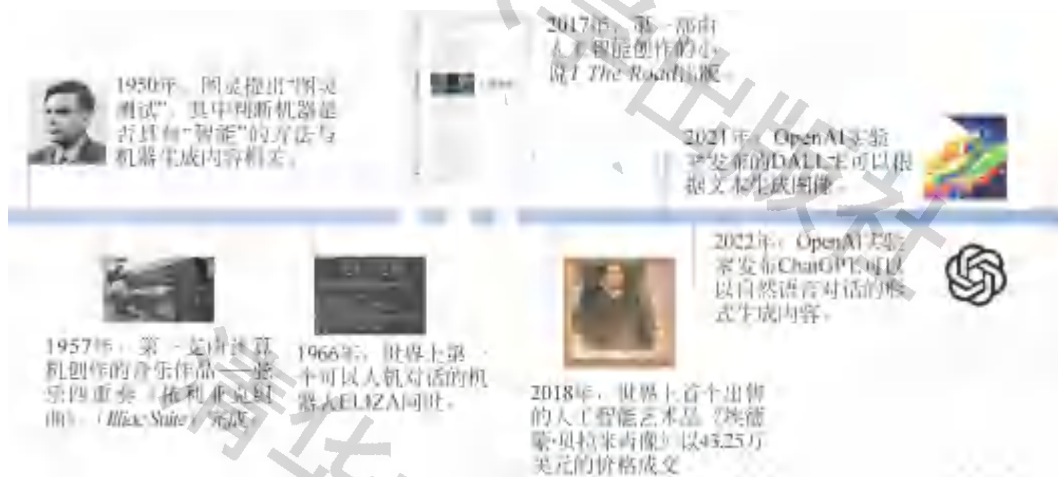 1950年,图灵提出"图灵
测试",其中判断机器是
否具有"智能"的方法与
机器生成内容相关。
2017年,第一部由
人工智能创作的小
说1 The Road出版。
2021年,OpenAI实验
室发布的DALL·E可以根
据文本生成图像。
1957年,第一支由计算
机创作的音乐作品——弦
乐四重奏《依利亚克组
曲》(Illiac Suite)完成。
1966年,世界上第一
个可以人机对话的机
器人ELIZA问世。
2018年,世界上首个出售
的人工智能艺术品《埃德
蒙·贝拉米肖像》以43.25万
美元的价格成交
2022年,OpenAI实验
室发布ChatGPT,可以
以自然语言对话的形
式生成内容。
清华
学出版社